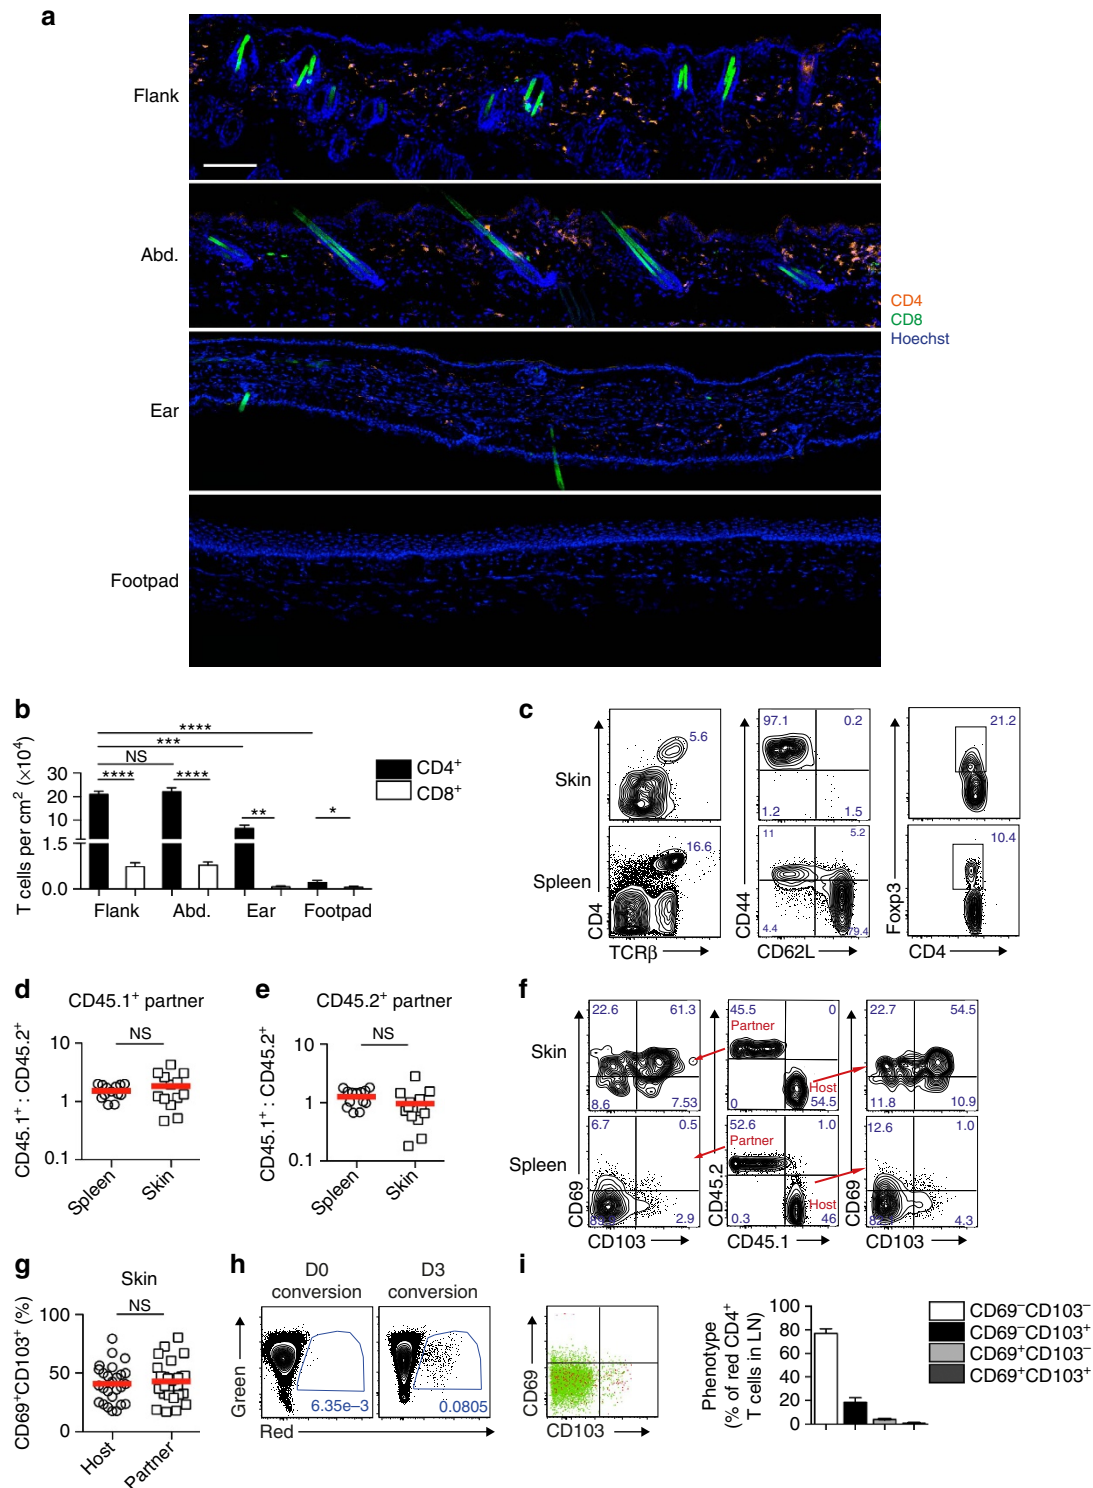 a
Flank
Abd.
Ear
Footpad
CD4
CD8
Hoechst
b
T cells per cm² (×10⁴)
30
20
10
1.5
0.0
****
***
NS
****
****
**
*
CD4⁺
CD8⁺
Flank
Abd.
Ear
Footpad
c
Skin
Spleen
5.6
97.1
0.2
1.2
1.5
21.2
16.6
11
5.2
4.4
79.4
10.4
CD4
TCRβ
CD44
CD62L
Foxp3
CD4
d
CD45.1⁺ partner
CD45.1⁺ : CD45.2⁺
10
1
0.1
NS
Spleen
Skin
e
CD45.2⁺ partner
CD45.1⁺ : CD45.2⁺
10
1
0.1
NS
Spleen
Skin
f
Skin
Spleen
22.6
61.3
8.6
7.53
45.5
0
Partner
Host
0
54.5
22.7
54.5
11.8
10.9
6.7
0.5
2.9
52.6
1.0
Partner
Host
0.3
46
12.6
1.0
4.3
CD69
CD103
CD45.2
CD45.1
CD69
CD103
g
Skin
CD69⁺CD103⁺ (%)
100
50
0
NS
Host
Partner
h
D0 conversion
D3 conversion
6.35e−3
0.0805
Green
Red
i
CD69
CD103
Phenotype (% of red CD4⁺ T cells in LN)
100
80
60
40
20
0
CD69⁻CD103⁻
CD69⁻CD103⁺
CD69⁺CD103⁻
CD69⁺CD103⁺